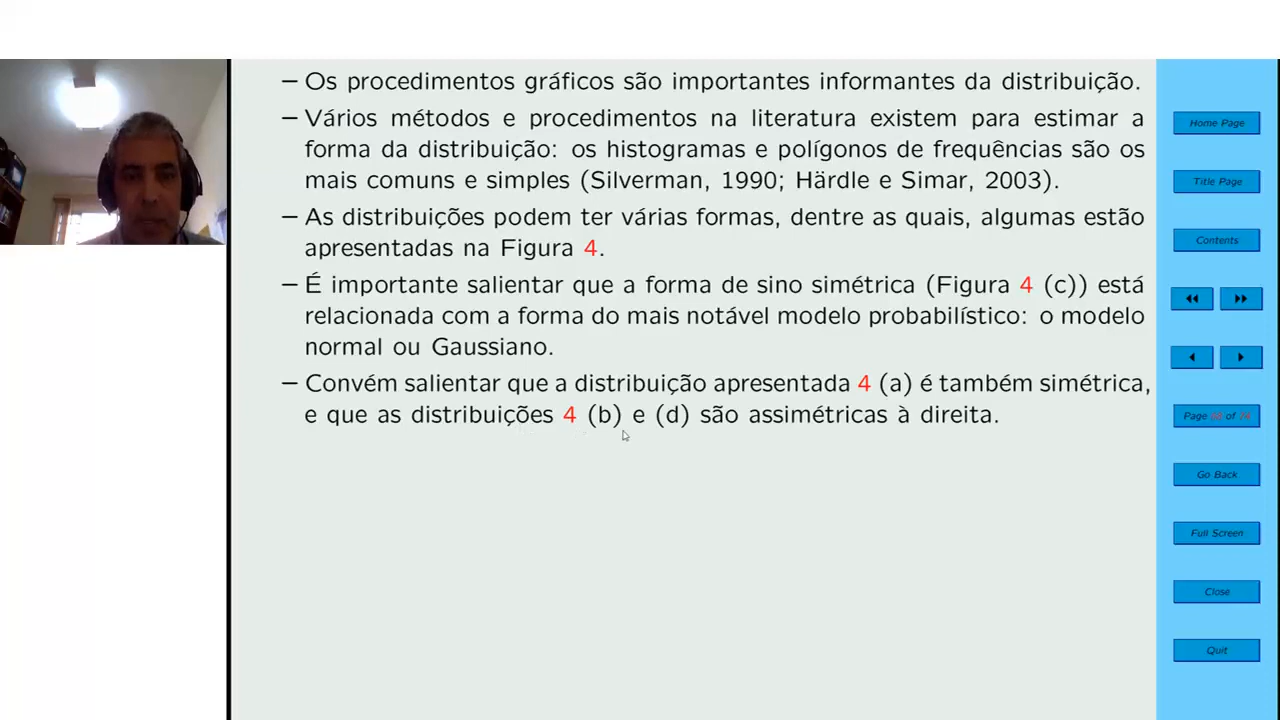 – Os procedimentos gráficos são importantes informantes da distribuição.
– Vários métodos e procedimentos na literatura existem para estimar a
forma da distribuição: os histogramas e polígonos de frequências são os
mais comuns e simples (Silverman, 1990; Härdle e Simar, 2003).
– As distribuições podem ter várias formas, dentre as quais, algumas estão
apresentadas na Figura 4.
– É importante salientar que a forma de sino simétrica (Figura 4 (c)) está
relacionada com a forma do mais notável modelo probabilístico: o modelo
normal ou Gaussiano.
– Convém salientar que a distribuição apresentada 4 (a) é também simétrica,
e que as distribuições 4 (b) e (d) são assimétricas à direita.
Home Page
Title Page
Contents
Page of
Go Back
Full Screen
Close
Quit